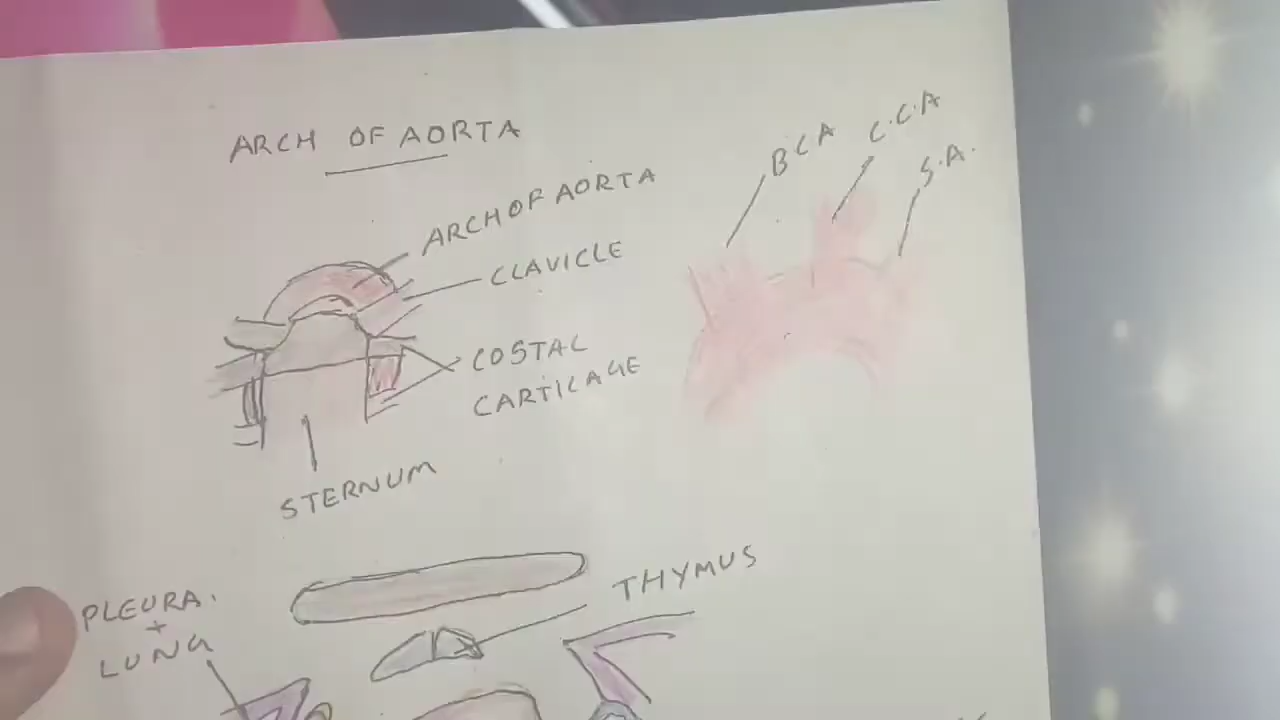 ARCH OF AORTA
ARCH OF AORTA
CLAVICLE
COSTAL
CARTILAGE
STERNUM
BCA
C.C.A
S.A.
THYMUS
PLEURA.
+
LUNG